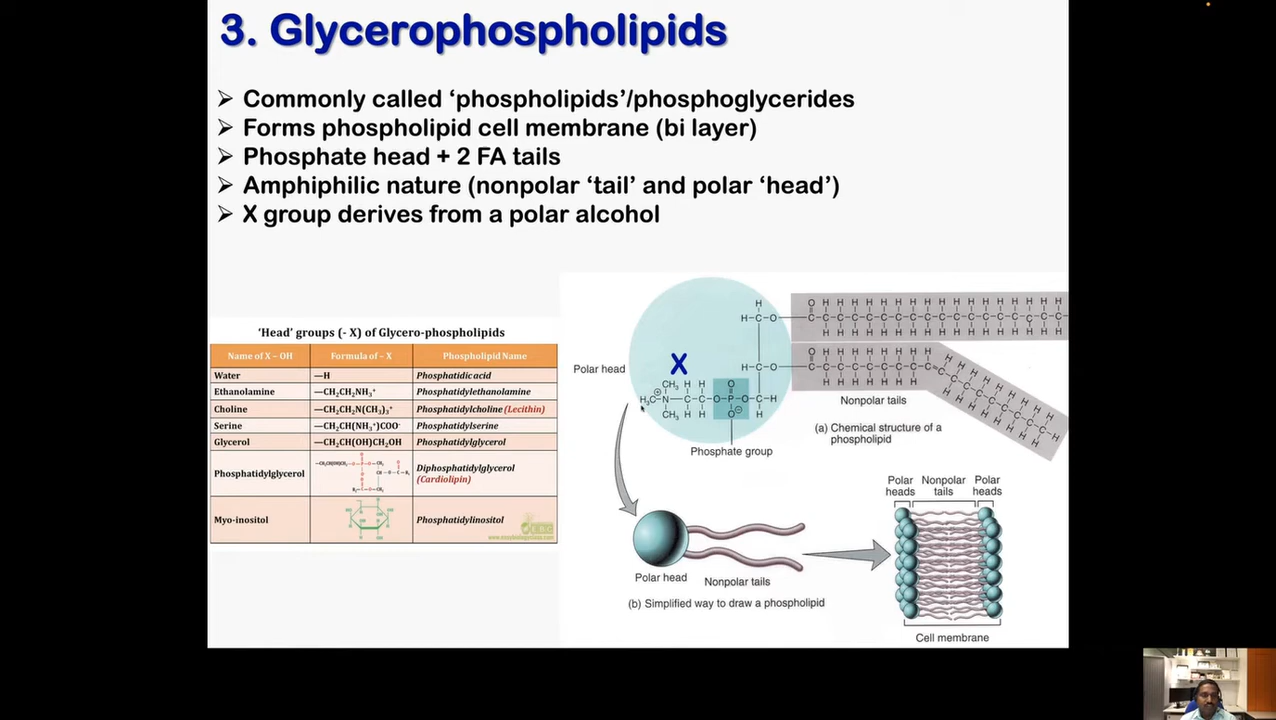 3. Glycerophospholipids
➢ Commonly called ‘phospholipids’/phosphoglycerides
➢ Forms phospholipid cell membrane (bi layer)
➢ Phosphate head + 2 FA tails
➢ Amphiphilic nature (nonpolar ‘tail’ and polar ‘head’)
➢ X group derives from a polar alcohol
‘Head’ groups (- X) of Glycero-phospholipids
Name of X – OH Formula of – X Phospholipid Name
Water —H Phosphatidic acid
Ethanolamine —CH₂CH₂NH₃⁺ Phosphatidylethanolamine
Choline —CH₂CH₂N(CH₃)₃⁺ Phosphatidylcholine (Lecithin)
Serine —CH₂CH(NH₃⁺)COO⁻ Phosphatidylserine
Glycerol —CH₂CH(OH)CH₂OH Phosphatidylglycerol
Phosphatidylglycerol Diphosphatidylglycerol
(Cardiolipin)
Myo-inositol Phosphatidylinositol
Polar head
X
Phosphate group
Nonpolar tails
(a) Chemical structure of a
phospholipid
Polar head
Nonpolar tails
(b) Simplified way to draw a phospholipid
Polar Nonpolar Polar
heads tails heads
Cell membrane